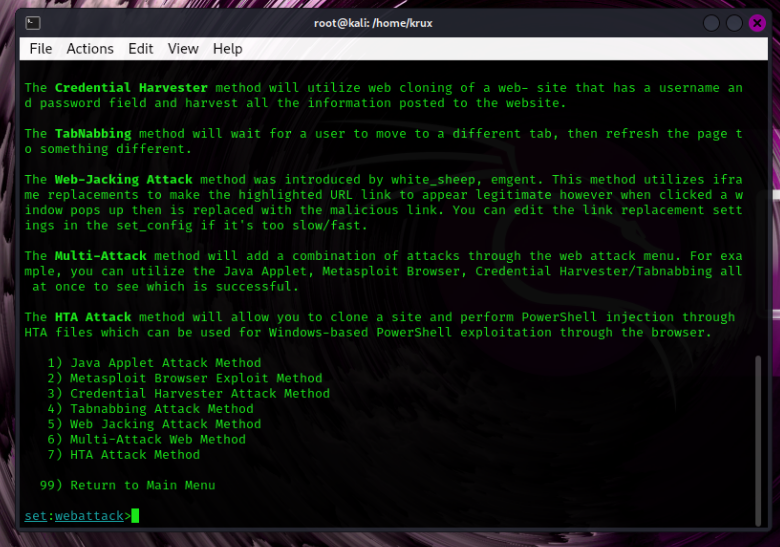 root@kali: /home/krux
File Actions Edit View Help
The Credential Harvester method will utilize web cloning of a web- site that has a username an
d password field and harvest all the information posted to the website.
The TabNabbing method will wait for a user to move to a different tab, then refresh the page t
o something different.
The Web-Jacking Attack method was introduced by white_sheep, emgent. This method utilizes ifra
me replacements to make the highlighted URL link to appear legitimate however when clicked a w
indow pops up then is replaced with the malicious link. You can edit the link replacement sett
ings in the set_config if it's too slow/fast.
The Multi-Attack method will add a combination of attacks through the web attack menu. For exa
mple, you can utilize the Java Applet, Metasploit Browser, Credential Harvester/Tabnabbing all
at once to see which is successful.
The HTA Attack method will allow you to clone a site and perform PowerShell injection through
HTA files which can be used for Windows-based PowerShell exploitation through the browser.
1) Java Applet Attack Method
2) Metasploit Browser Exploit Method
3) Credential Harvester Attack Method
4) Tabnabbing Attack Method
5) Web Jacking Attack Method
6) Multi-Attack Web Method
7) HTA Attack Method
99) Return to Main Menu
set:webattack>